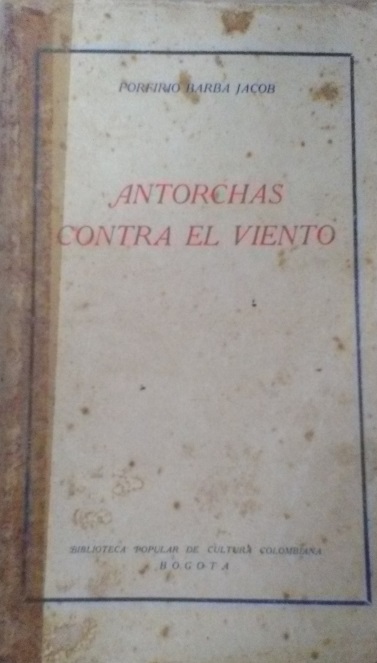 PORFIRIO BARBA JACOB
ANTORCHAS
CONTRA EL VIENTO
BIBLIOTECA POPULAR DE CULTURA COLOMBIANA
BOGOTA